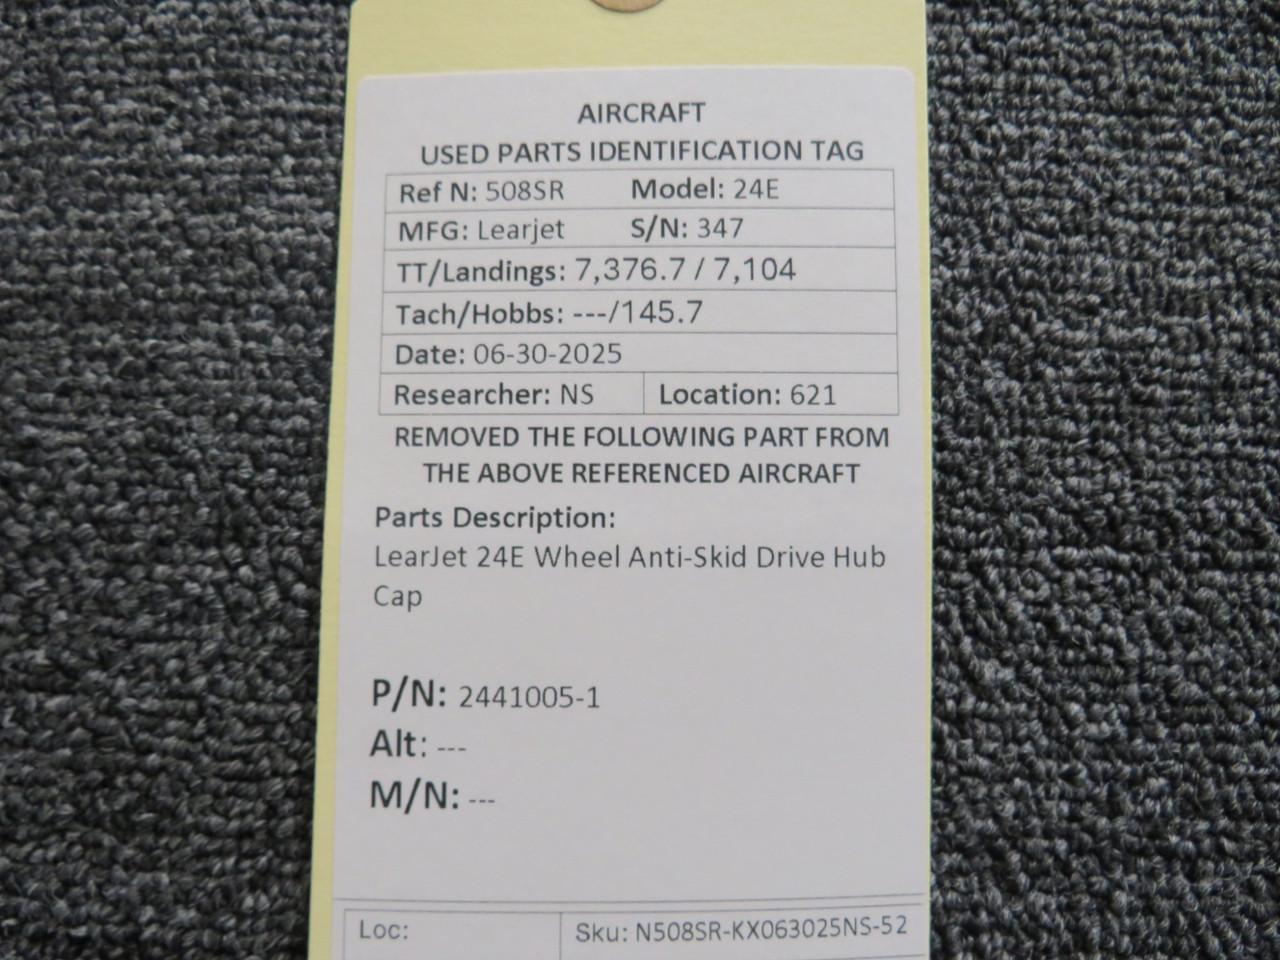 AIRCRAFT
USED PARTS IDENTIFICATION TAG
Ref N: 508SR Model: 24E
MFG: Learjet S/N: 347
TT/Landings: 7,376.7 / 7,104
Tach/Hobbs: ---/145.7
Date: 06-30-2025
Researcher: NS Location: 621
REMOVED THE FOLLOWING PART FROM
THE ABOVE REFERENCED AIRCRAFT
Parts Description:
LearJet 24E Wheel Anti-Skid Drive Hub
Cap
P/N: 2441005-1
Alt: ---
M/N: ---
Loc: Sku: N508SR-KX063025NS-52